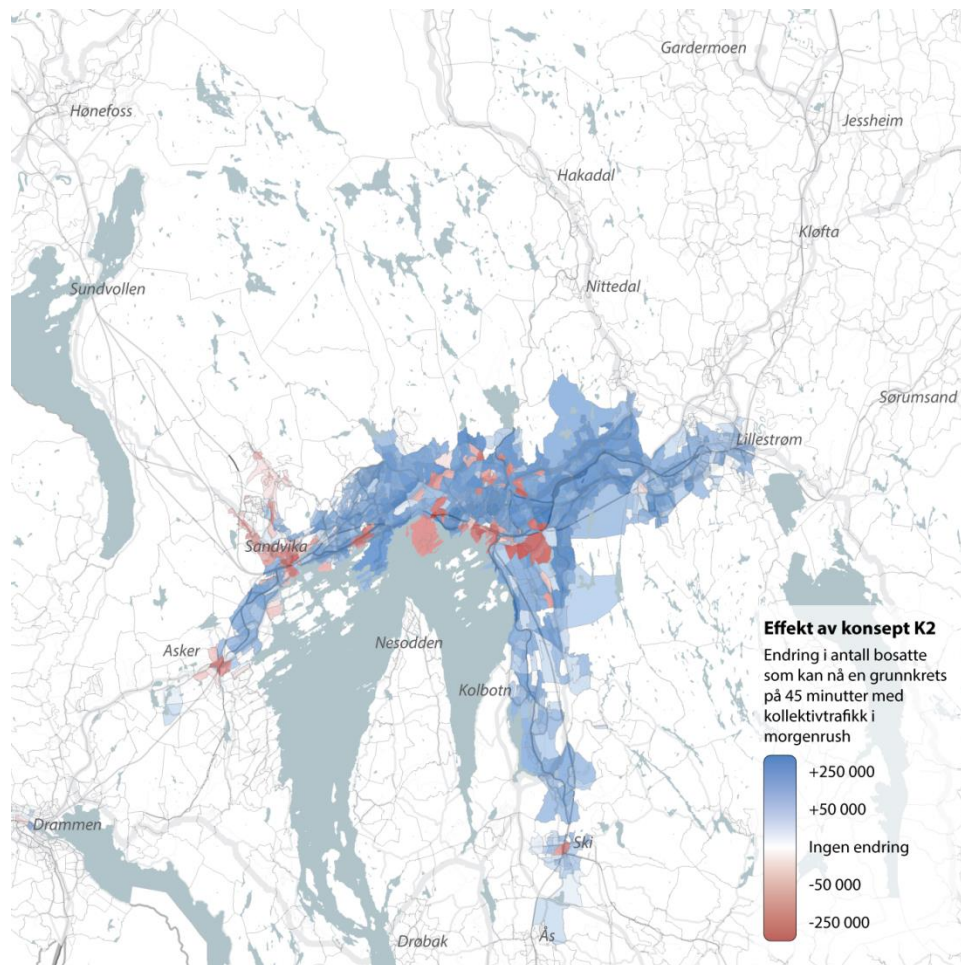 Gardermoen
Hønefoss
Jessheim
Hakadal
Kløfta
Sundvollen
Nittedal
Sørumsand
Lillestrøm
Sandvika
Asker
Nesodden
Kolbotn
Drammen
Ski
Drøbak
Ås
Effekt av konsept K2
Endring i antall bosatte
som kan nå en grunnkrets
på 45 minutter med
kollektivtrafikk i
morgenrush
+250 000
+50 000
Ingen endring
-50 000
-250 000